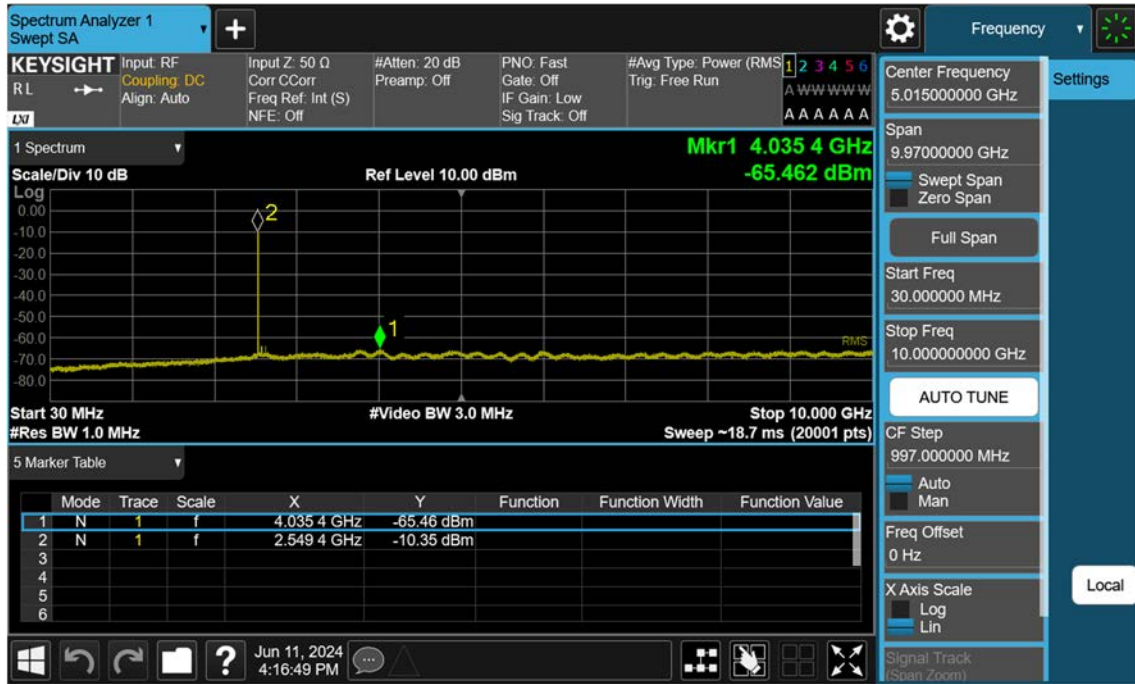 Spectrum Analyzer 1
Swept SA
+
Frequency
KEYSIGHT
RL
LXI
Input: RF
Coupling: DC
Align: Auto
Input Z: 50 Ω
Corr CCorr
Freq Ref: Int (S)
NFE: Off
#Atten: 20 dB
Preamp: Off
PNO: Fast
Gate: Off
IF Gain: Low
Sig Track: Off
#Avg Type: Power (RMS
Trig: Free Run
1 2 3 4 5 6
A W W W W W
A A A A A A
Center Frequency
5.015000000 GHz
Settings
Span
9.97000000 GHz
Swept Span
Zero Span
Full Span
Start Freq
30.000000 MHz
Stop Freq
10.000000000 GHz
AUTO TUNE
CF Step
997.000000 MHz
Auto
Man
Freq Offset
0 Hz
X Axis Scale
Log
Lin
Signal Track
(Span Zoom)
Local
1 Spectrum
Scale/Div 10 dB
Ref Level 10.00 dBm
Mkr1 4.035 4 GHz
-65.462 dBm
Log
0.00
-10.0
-20.0
-30.0
-40.0
-50.0
-60.0
-70.0
-80.0
2
1
RMS
Start 30 MHz
#Res BW 1.0 MHz
#Video BW 3.0 MHz
Stop 10.000 GHz
Sweep ~18.7 ms (20001 pts)
5 Marker Table
Mode Trace Scale X Y Function Function Width Function Value
1 N 1 f 4.035 4 GHz -65.46 dBm
2 N 1 f 2.549 4 GHz -10.35 dBm
3
4
5
6
?
Jun 11, 2024
4:16:49 PM